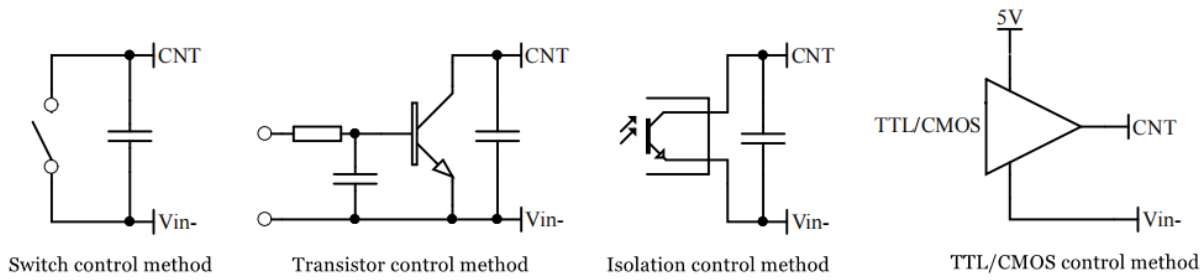 5V
CNT
CNT
CNT
TTL/CMOS
CNT
Vin-
Vin-
Vin-
Vin-
Switch control method
Transistor control method
Isolation control method
TTL/CMOS control method